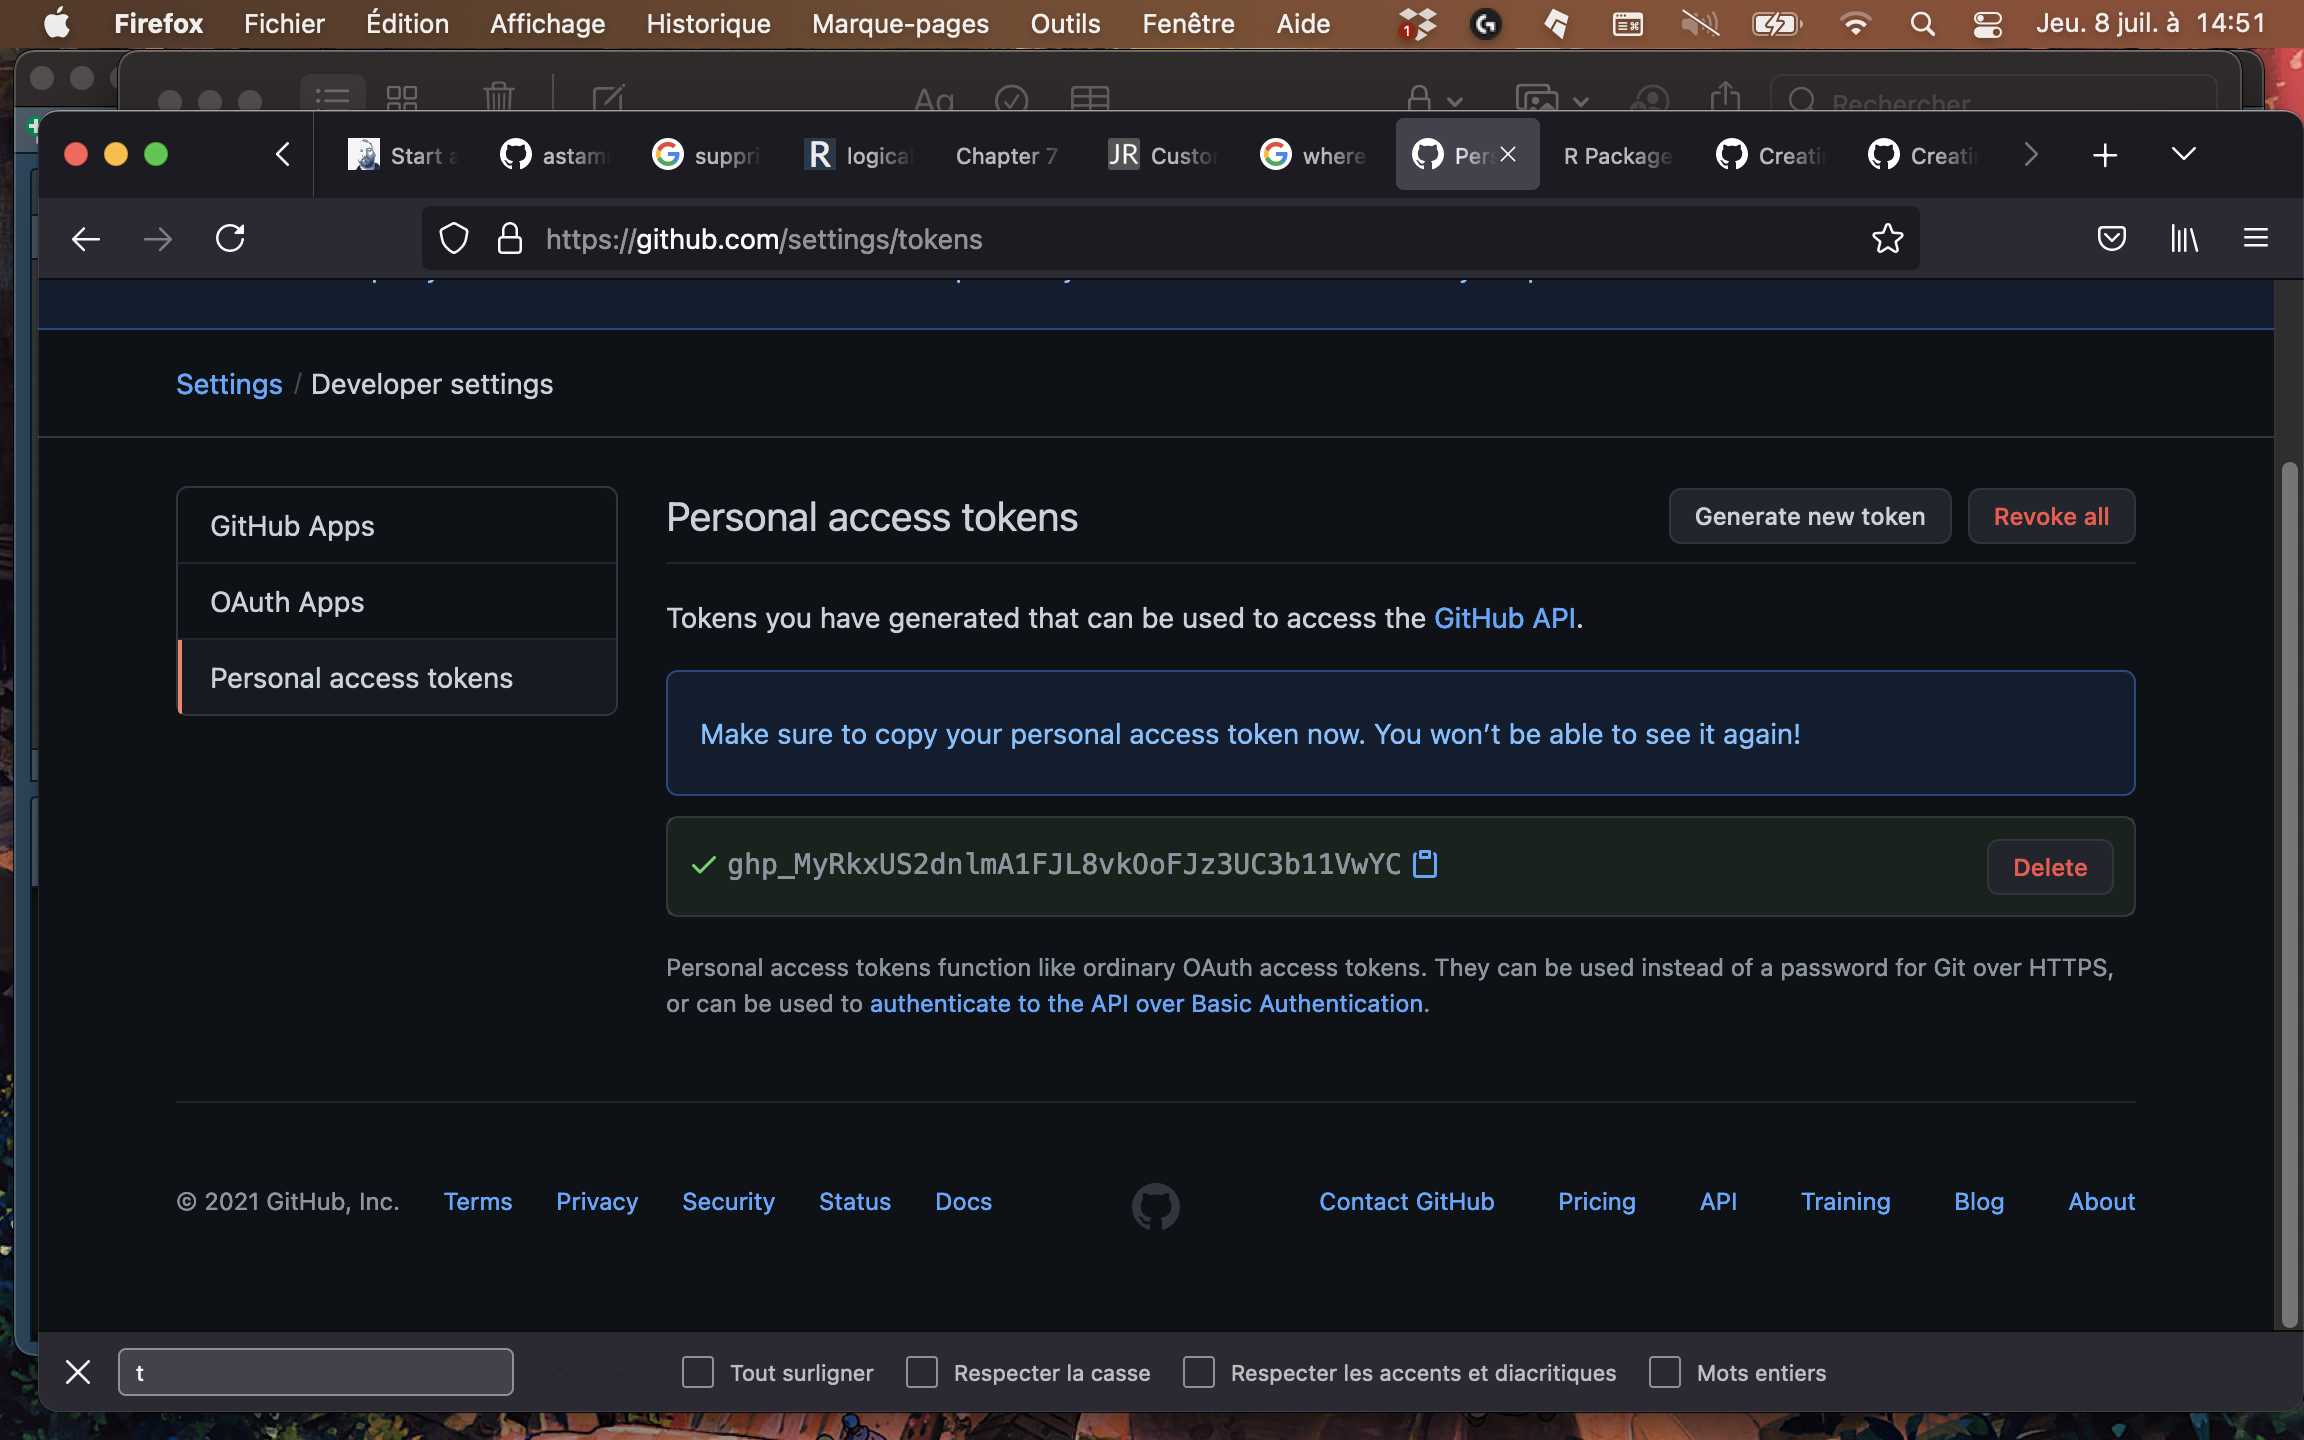 Firefox Fichier Édition Affichage Historique Marque-pages Outils Fenêtre Aide 1 Jeu. 8 juil. à 14:51
Aa Rechercher
Start a astam suppri R logical Chapter 7 JR Custo where Pers R Package Creati Creati
https://github.com/settings/tokens
Settings / Developer settings
GitHub Apps
OAuth Apps
Personal access tokens
Personal access tokens
Generate new token
Revoke all
Tokens you have generated that can be used to access the GitHub API.
Make sure to copy your personal access token now. You won’t be able to see it again!
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
Delete
Personal access tokens function like ordinary OAuth access tokens. They can be used instead of a password for Git over HTTPS,
or can be used to authenticate to the API over Basic Authentication.
© 2021 GitHub, Inc. Terms Privacy Security Status Docs Contact GitHub Pricing API Training Blog About
t Tout surligner Respecter la casse Respecter les accents et diacritiques Mots entiers